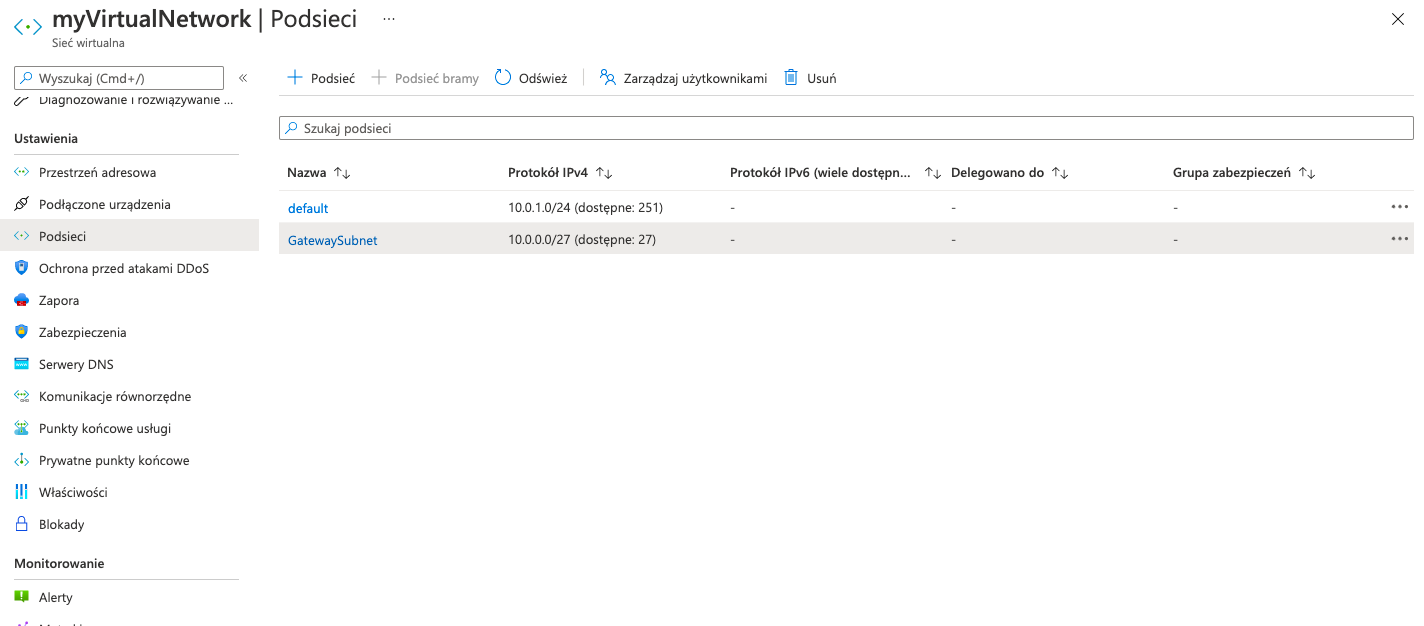 myVirtualNetwork | Podsieci ...
Sieć wirtualna
Wyszukaj (Cmd+/)
«
Diagnozowanie i rozwiązywanie ...
Ustawienia
Przestrzeń adresowa
Podłączone urządzenia
Podsieci
Ochrona przed atakami DDoS
Zapora
Zabezpieczenia
Serwery DNS
Komunikacje równorzędne
Punkty końcowe usługi
Prywatne punkty końcowe
Właściwości
Blokady
Monitorowanie
Alerty
Podsieć Podsieć bramy Odśwież Zarządzaj użytkownikami Usuń
Szukaj podsieci
Nazwa Protokół IPv4 Protokół IPv6 (wiele dostępn... Delegowano do Grupa zabezpieczeń
default 10.0.1.0/24 (dostępne: 251) - - -
GatewaySubnet 10.0.0.0/27 (dostępne: 27) - - -